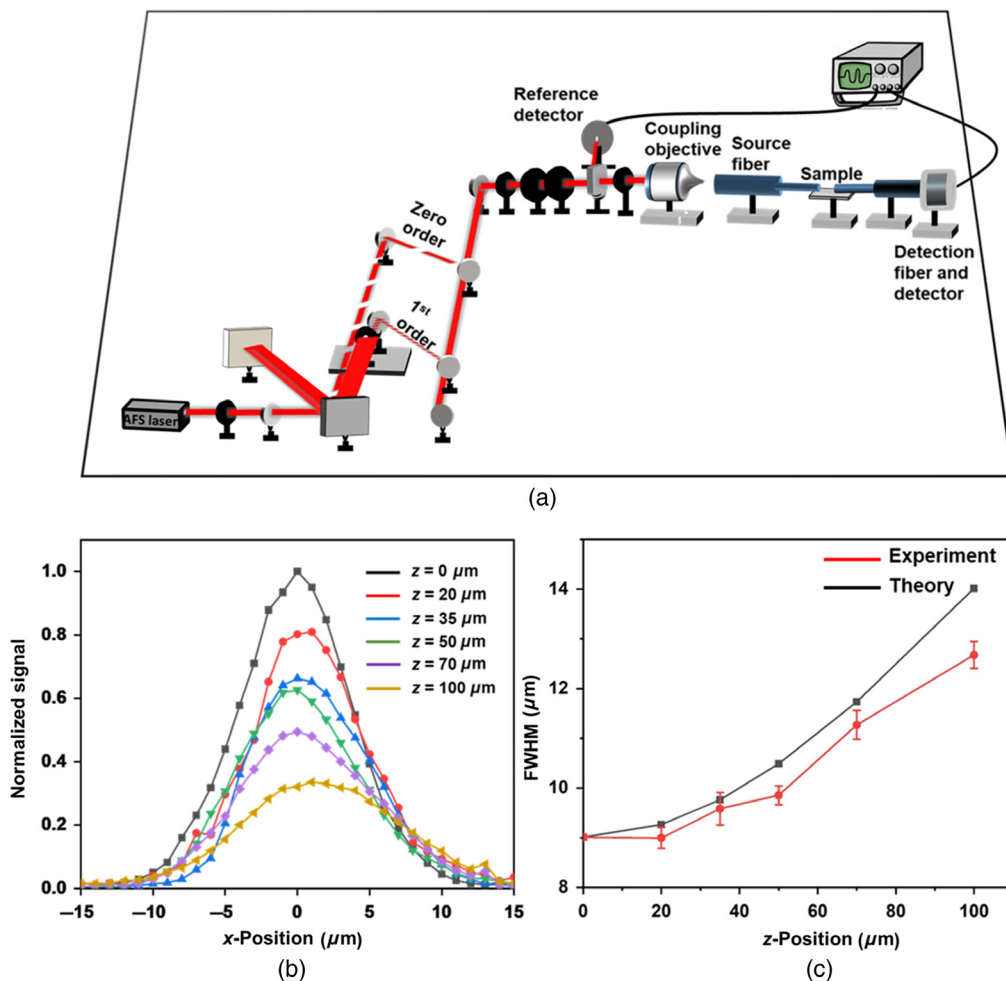 Reference
detector
Coupling
objective
Source
fiber
Sample
Zero
order
1st
order
Detection
fiber and
detector
AFS laser
(a)
Normalized signal
1.0
0.8
0.6
0.4
0.2
0.0
z = 0 µm
z = 20 µm
z = 35 µm
z = 50 µm
z = 70 µm
z = 100 µm
–15 –10 –5 0 5 10 15
x-Position (µm)
(b)
FWHM (µm)
14
12
10
8
Experiment
Theory
0 20 40 60 80 100
z-Position (µm)
(c)